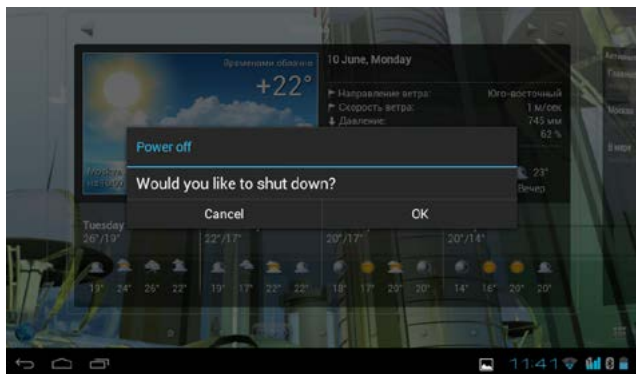 Временами облачно
10 June, Monday
+22°
Направление ветра: Юго-восточный
Скорость ветра: 1 м/сек
Давление: 745 мм
62 %
Power off
23°
Вечер
Would you like to shut down?
Cancel OK
Tuesday
26°/19° 22°/17° 20°/17° 20°/14°
19° 24° 26° 22° 19° 17° 22° 22° 18° 17° 20° 20° 14° 16° 20° 20°
11:41